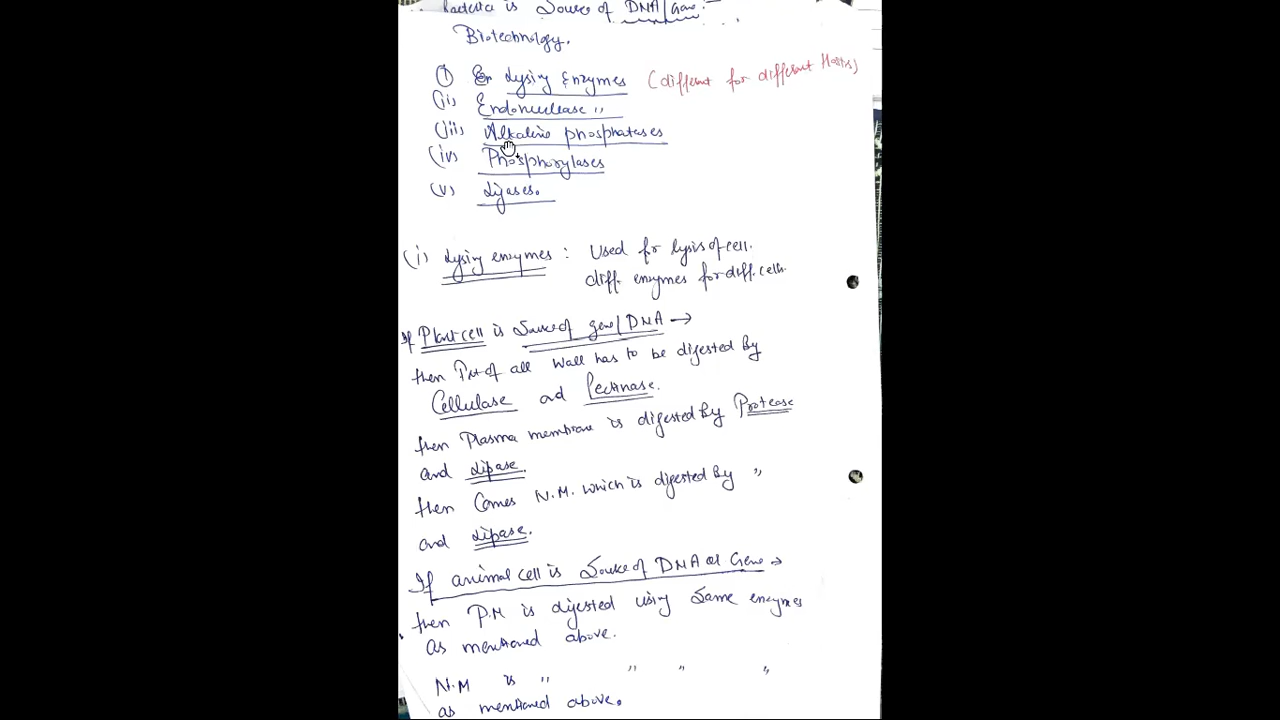 Bacteria is Source of DNA/Gene.
Biotechnology.
(i) Lysing Enzymes (different for different Hosts)
(ii) Endonuclease "
(iii) Alkaline phosphatases
(iv) Phosphorylases
(v) Ligases.
(i) Lysing enzymes : Used for lysis of cell.
diff. enzymes for diff. cells.
If Plant cell is Source of gene/DNA →
then of all Wall has to be digested By
Cellulase ad Pectinase.
then Plasma membrane is digested By Protease
and Lipase.
then Comes N.M. which is digested By "
and Lipase.
If animal cell is Source of DNA or Gene →
then P.M is digested using Same enzymes
as mentioned above.
N.M is " " " "
as mentioned above.